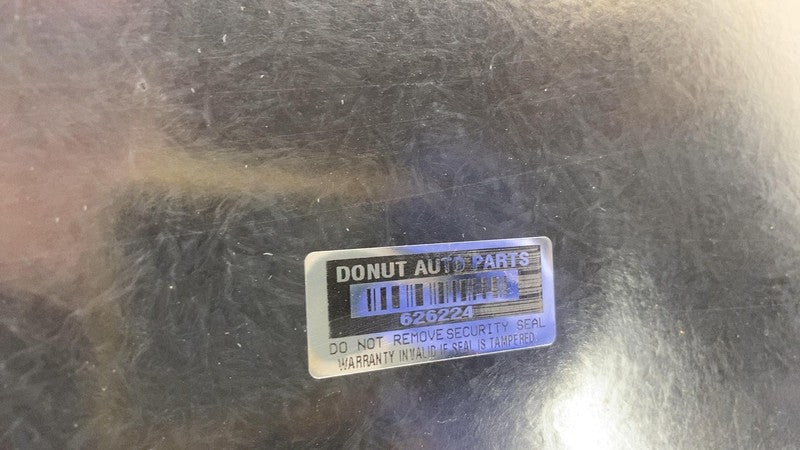 DONUT AUTO PARTS
626224
DO NOT REMOVE SECURITY SEAL
WARRANTY INVALID IF SEAL IS TAMPERED